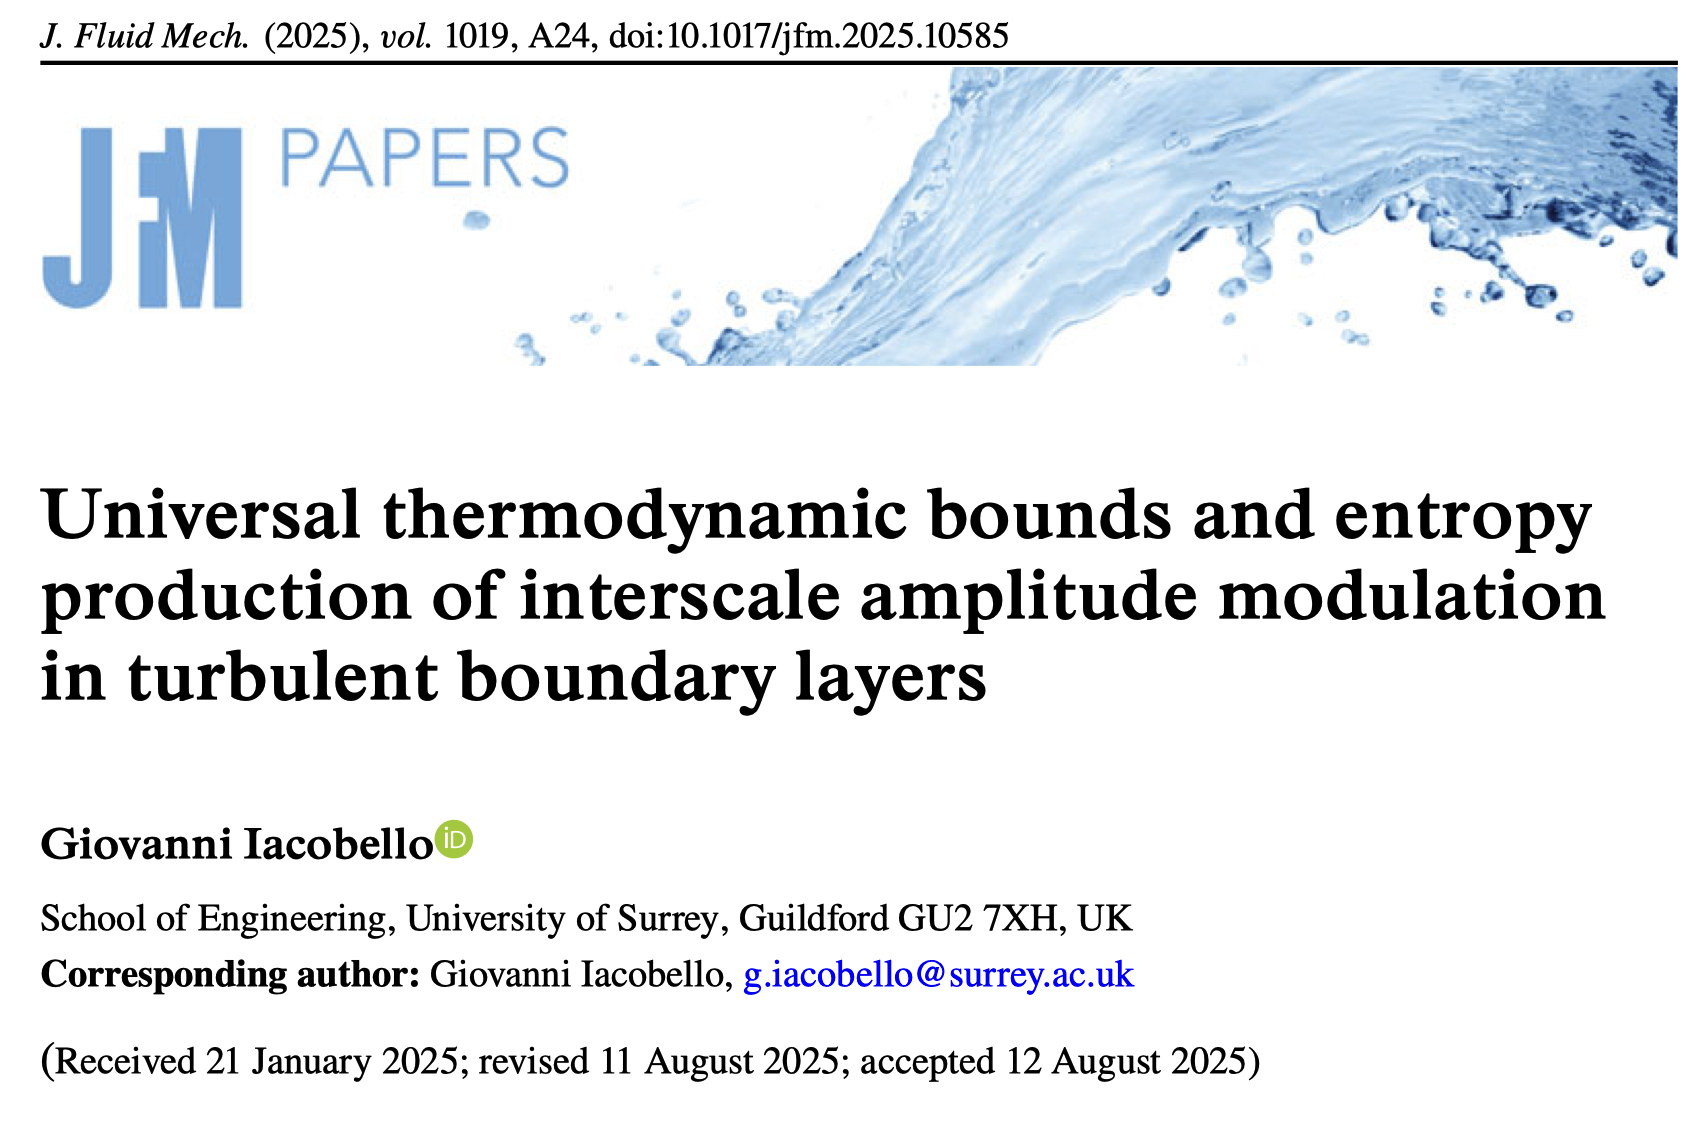 J. Fluid Mech. (2025), vol. 1019, A24, doi:10.1017/jfm.2025.10585
JFM PAPERS
Universal thermodynamic bounds and entropy
production of interscale amplitude modulation
in turbulent boundary layers
Giovanni Iacobello iD
School of Engineering, University of Surrey, Guildford GU2 7XH, UK
Corresponding author: Giovanni Iacobello, g.iacobello@surrey.ac.uk
(Received 21 January 2025; revised 11 August 2025; accepted 12 August 2025)